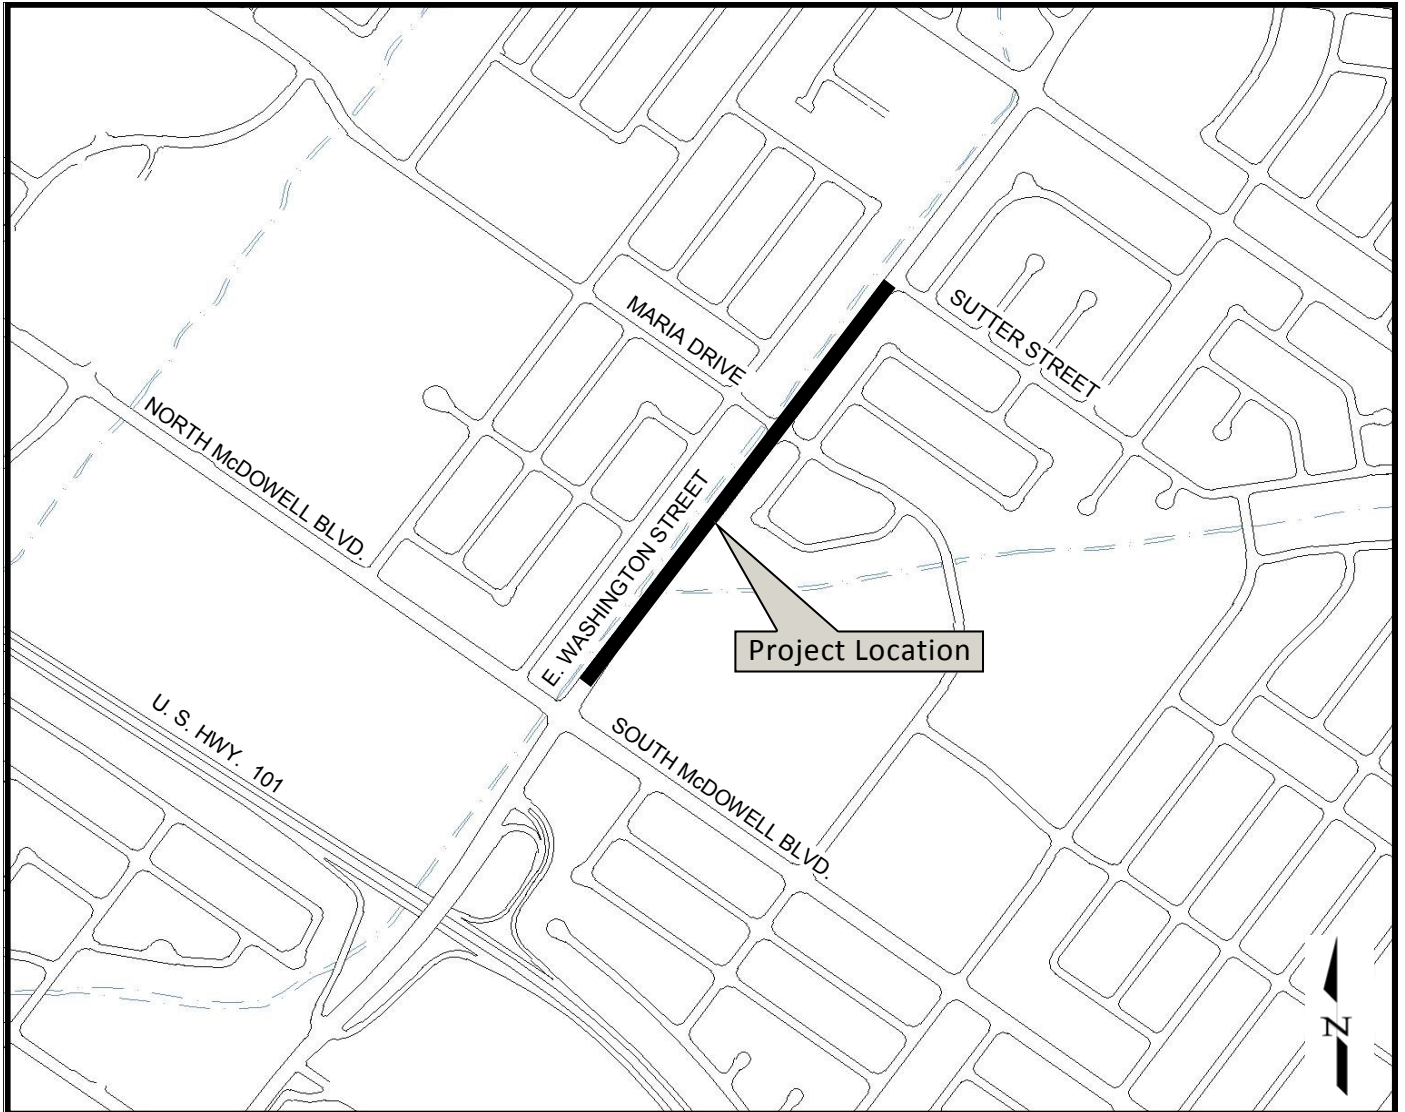 SUTTER STREET
MARIA DRIVE
NORTH McDOWELL BLVD.
E. WASHINGTON STREET
Project Location
U. S. HWY. 101
SOUTH McDOWELL BLVD.
N